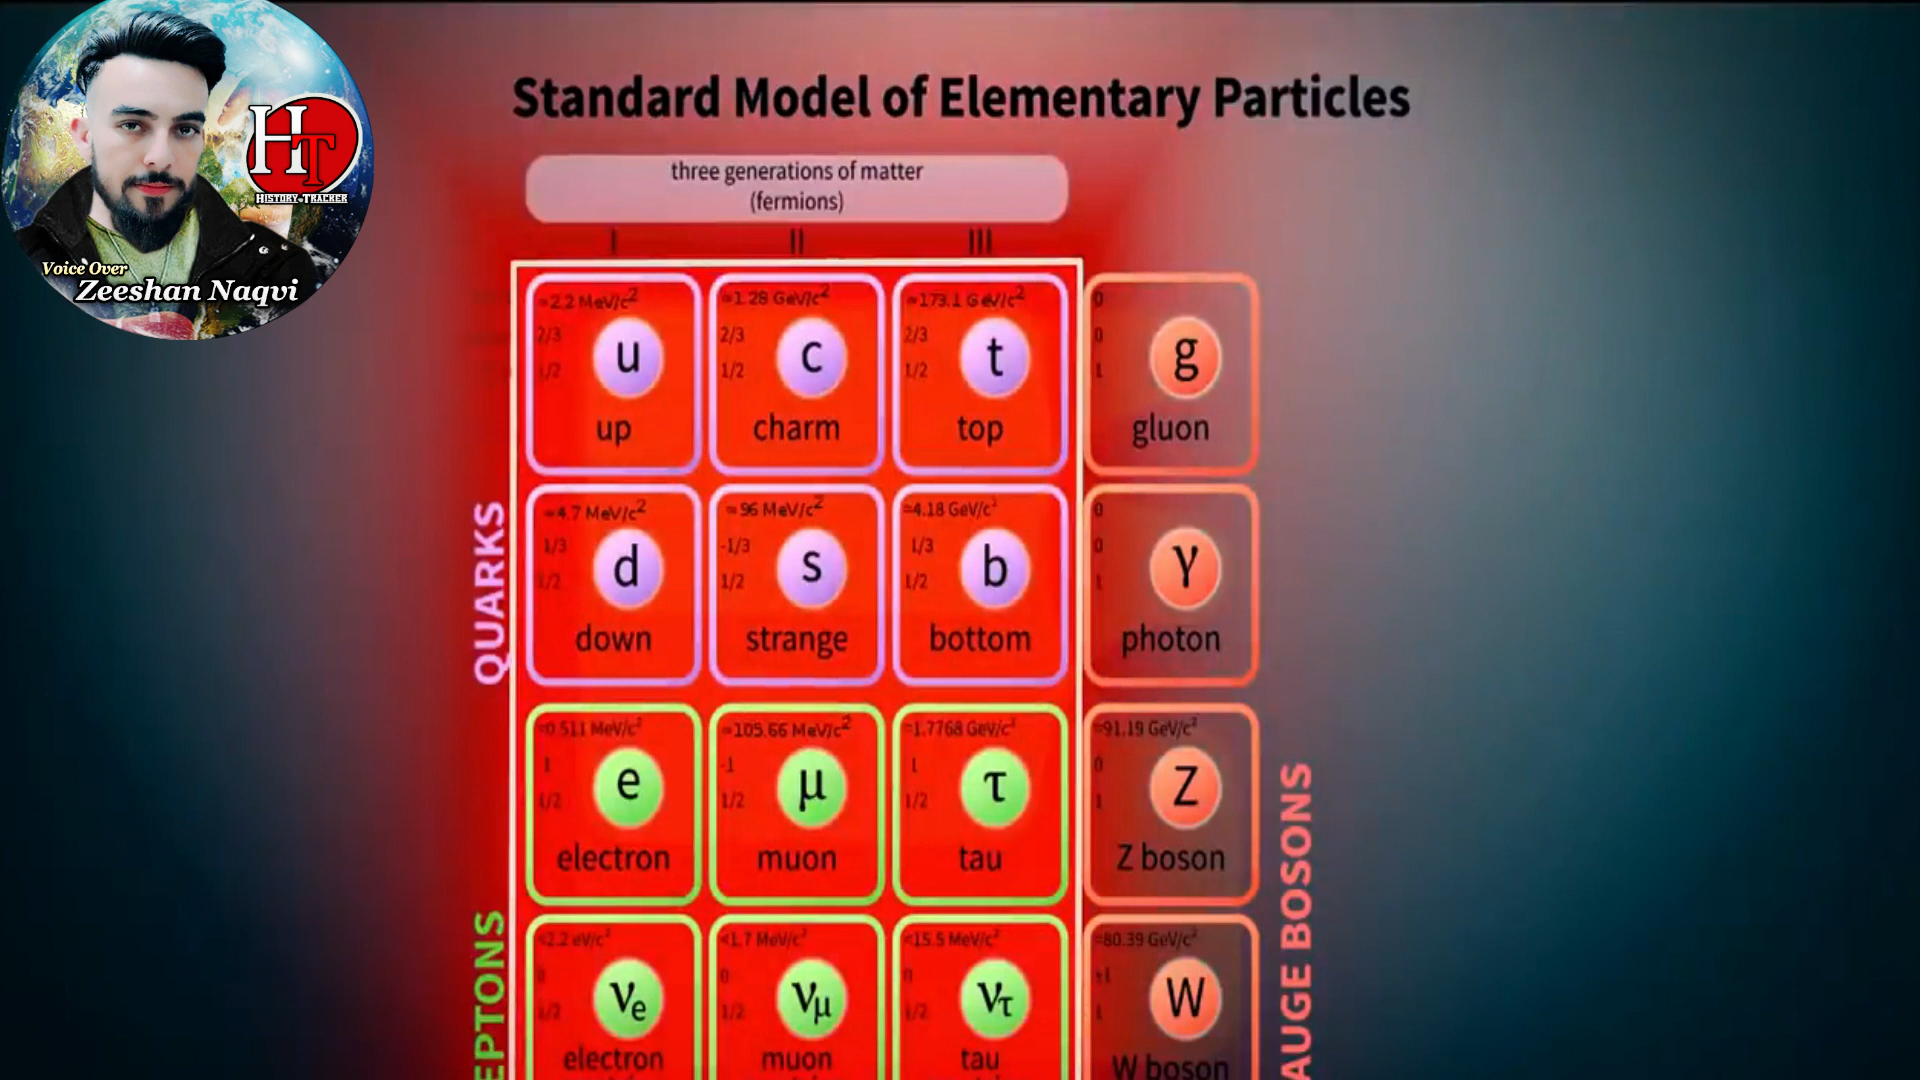 HT
HISTORY TRACKER
Voice Over
Zeeshan Naqvi
Standard Model of Elementary Particles
three generations of matter
(fermions)
I II III
≈2.2 MeV/c²
2/3
1/2
u
up
≈1.28 GeV/c²
2/3
1/2
c
charm
≈173.1 GeV/c²
2/3
1/2
t
top
0
0
1
g
gluon
QUARKS
≈4.7 MeV/c²
1/3
1/2
d
down
≈96 MeV/c²
-1/3
1/2
s
strange
≈4.18 GeV/c²
1/3
1/2
b
bottom
0
0
1
γ
photon
≈0.511 MeV/c²
1
1/2
e
electron
≈105.66 MeV/c²
-1
1/2
μ
muon
≈1.7768 GeV/c²
1
1/2
τ
tau
≈91.19 GeV/c²
0
1
Z
Z boson
AUGE BOSONS
EPTONS
<2.2 eV/c²
0
1/2
νe
electron
<1.7 MeV/c²
0
1/2
νμ
muon
<15.5 MeV/c²
0
1/2
ντ
tau
≈80.39 GeV/c²
±1
1
W
W boson